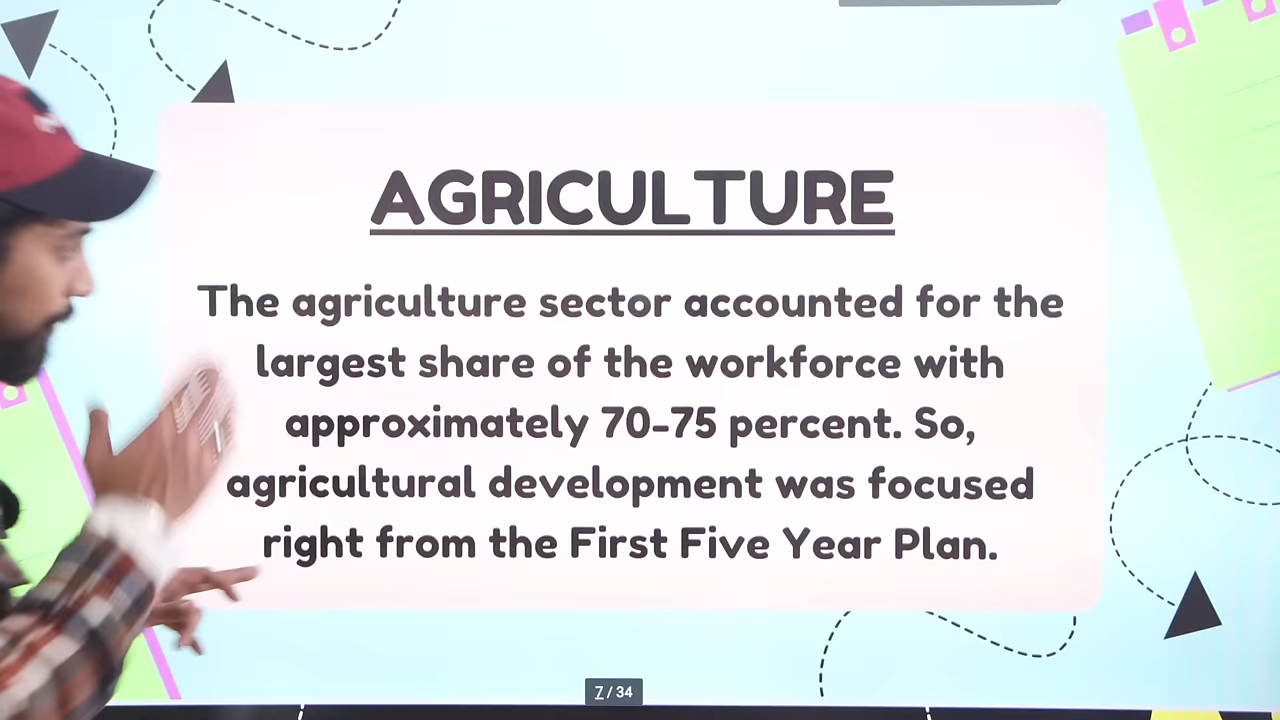 AGRICULTURE
The agriculture sector accounted for the
largest share of the workforce with
approximately 70-75 percent. So,
agricultural development was focused
right from the First Five Year Plan.
7 / 34